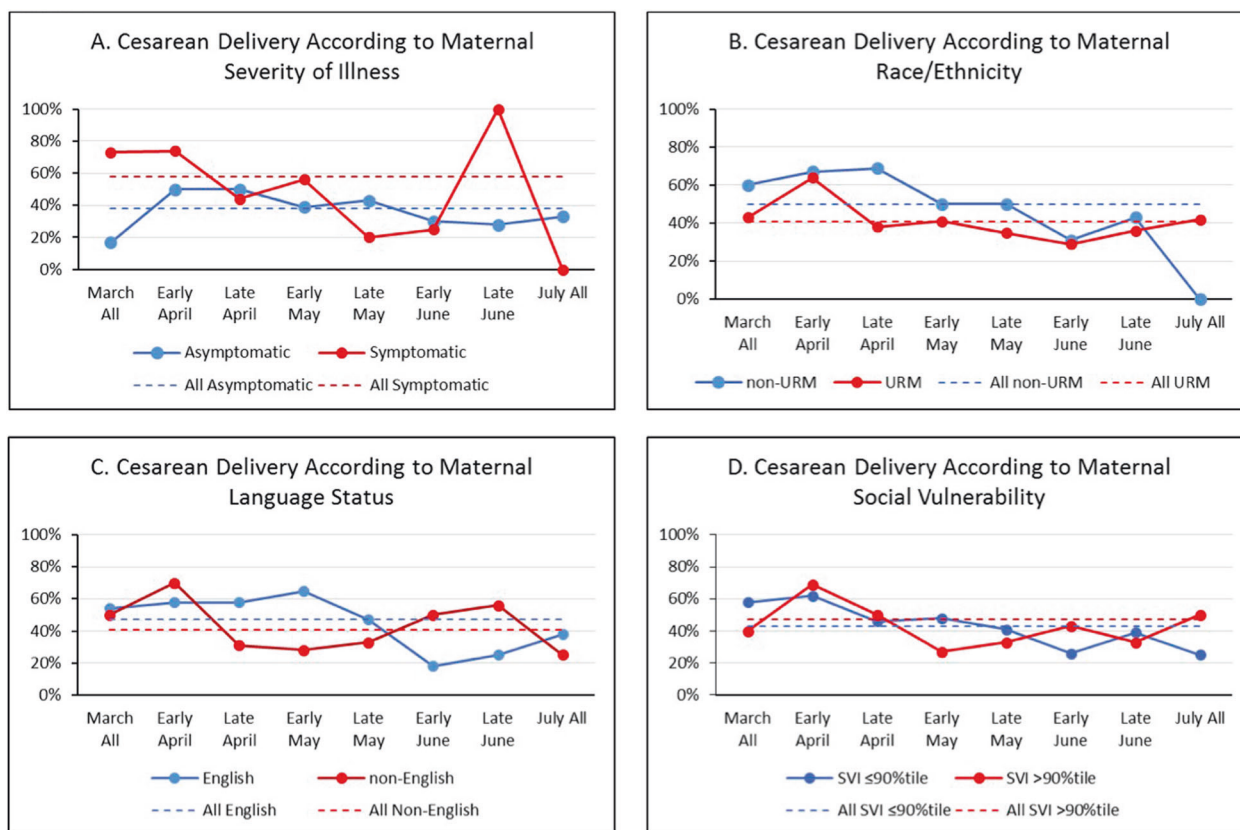 A. Cesarean Delivery According to Maternal
Severity of Illness
100%
80%
60%
40%
20%
0%
March All
Early April
Late April
Early May
Late May
Early June
Late June
July All
Asymptomatic
Symptomatic
All Asymptomatic
All Symptomatic
B. Cesarean Delivery According to Maternal
Race/Ethnicity
100%
80%
60%
40%
20%
0%
March All
Early April
Late April
Early May
Late May
Early June
Late June
July All
non-URM
URM
All non-URM
All URM
C. Cesarean Delivery According to Maternal
Language Status
100%
80%
60%
40%
20%
0%
March All
Early April
Late April
Early May
Late May
Early June
Late June
July All
English
non-English
All English
All Non-English
D. Cesarean Delivery According to Maternal
Social Vulnerability
100%
80%
60%
40%
20%
0%
March All
Early April
Late April
Early May
Late May
Early June
Late June
July All
SVI ≤90%tile
SVI >90%tile
All SVI ≤90%tile
All SVI >90%tile